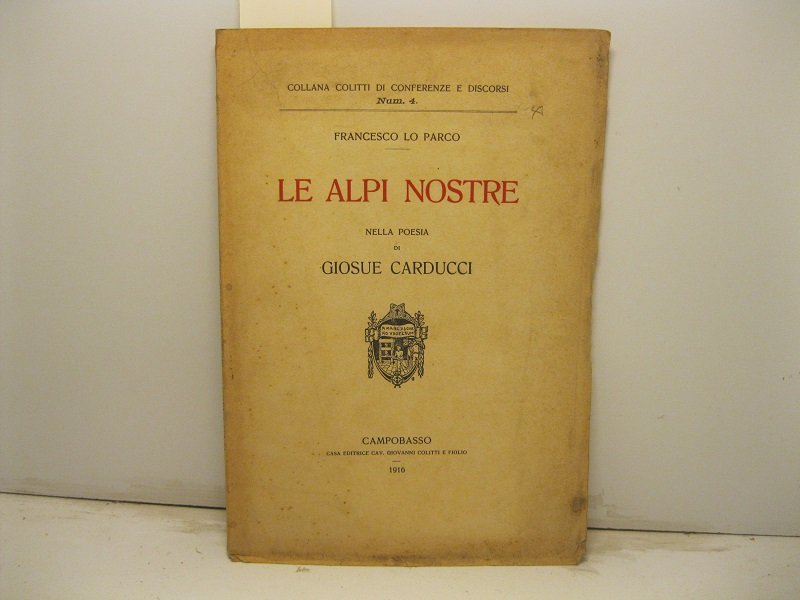 COLLANA COLITTI DI CONFERENZE E DISCORSI
Num. 4.
FRANCESCO LO PARCO
LE ALPI NOSTRE
NELLA POESIA
DI
GIOSUE CARDUCCI
CAMPOBASSO
CASA EDITRICE CAV. GIOVANNI COLITTI E FIGLIO
1916